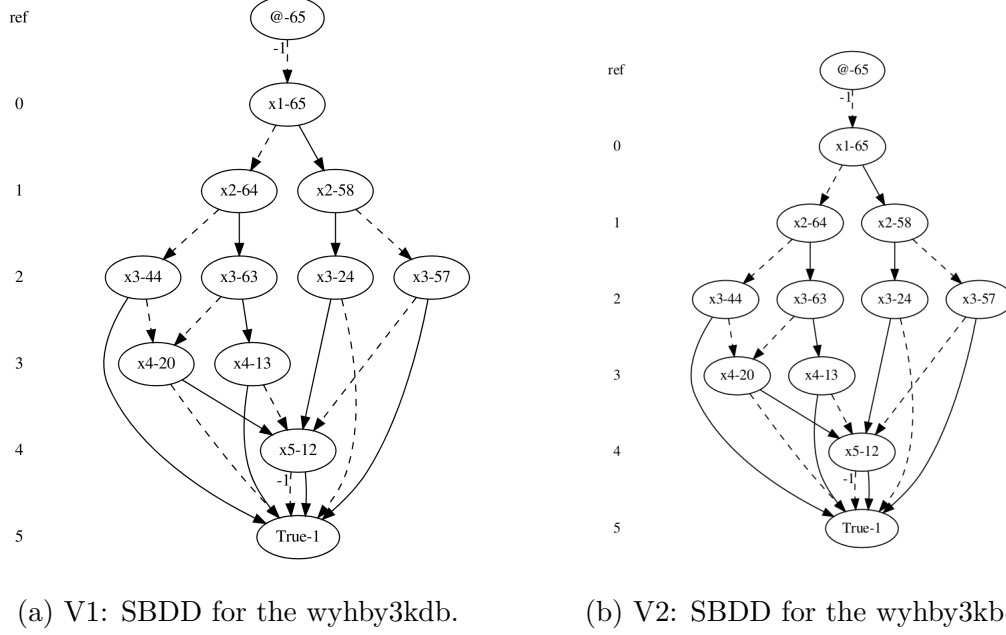 ref
@-65
-1
0
x1-65
1
x2-64
x2-58
2
x3-44
x3-63
x3-24
x3-57
3
x4-20
x4-13
4
x5-12
-1
5
True-1
(a) V1: SBDD for the wyhby3kdb.
ref
@-65
-1
0
x1-65
1
x2-64
x2-58
2
x3-44
x3-63
x3-24
x3-57
3
x4-20
x4-13
4
x5-12
-1
5
True-1
(b) V2: SBDD for the wyhby3kb